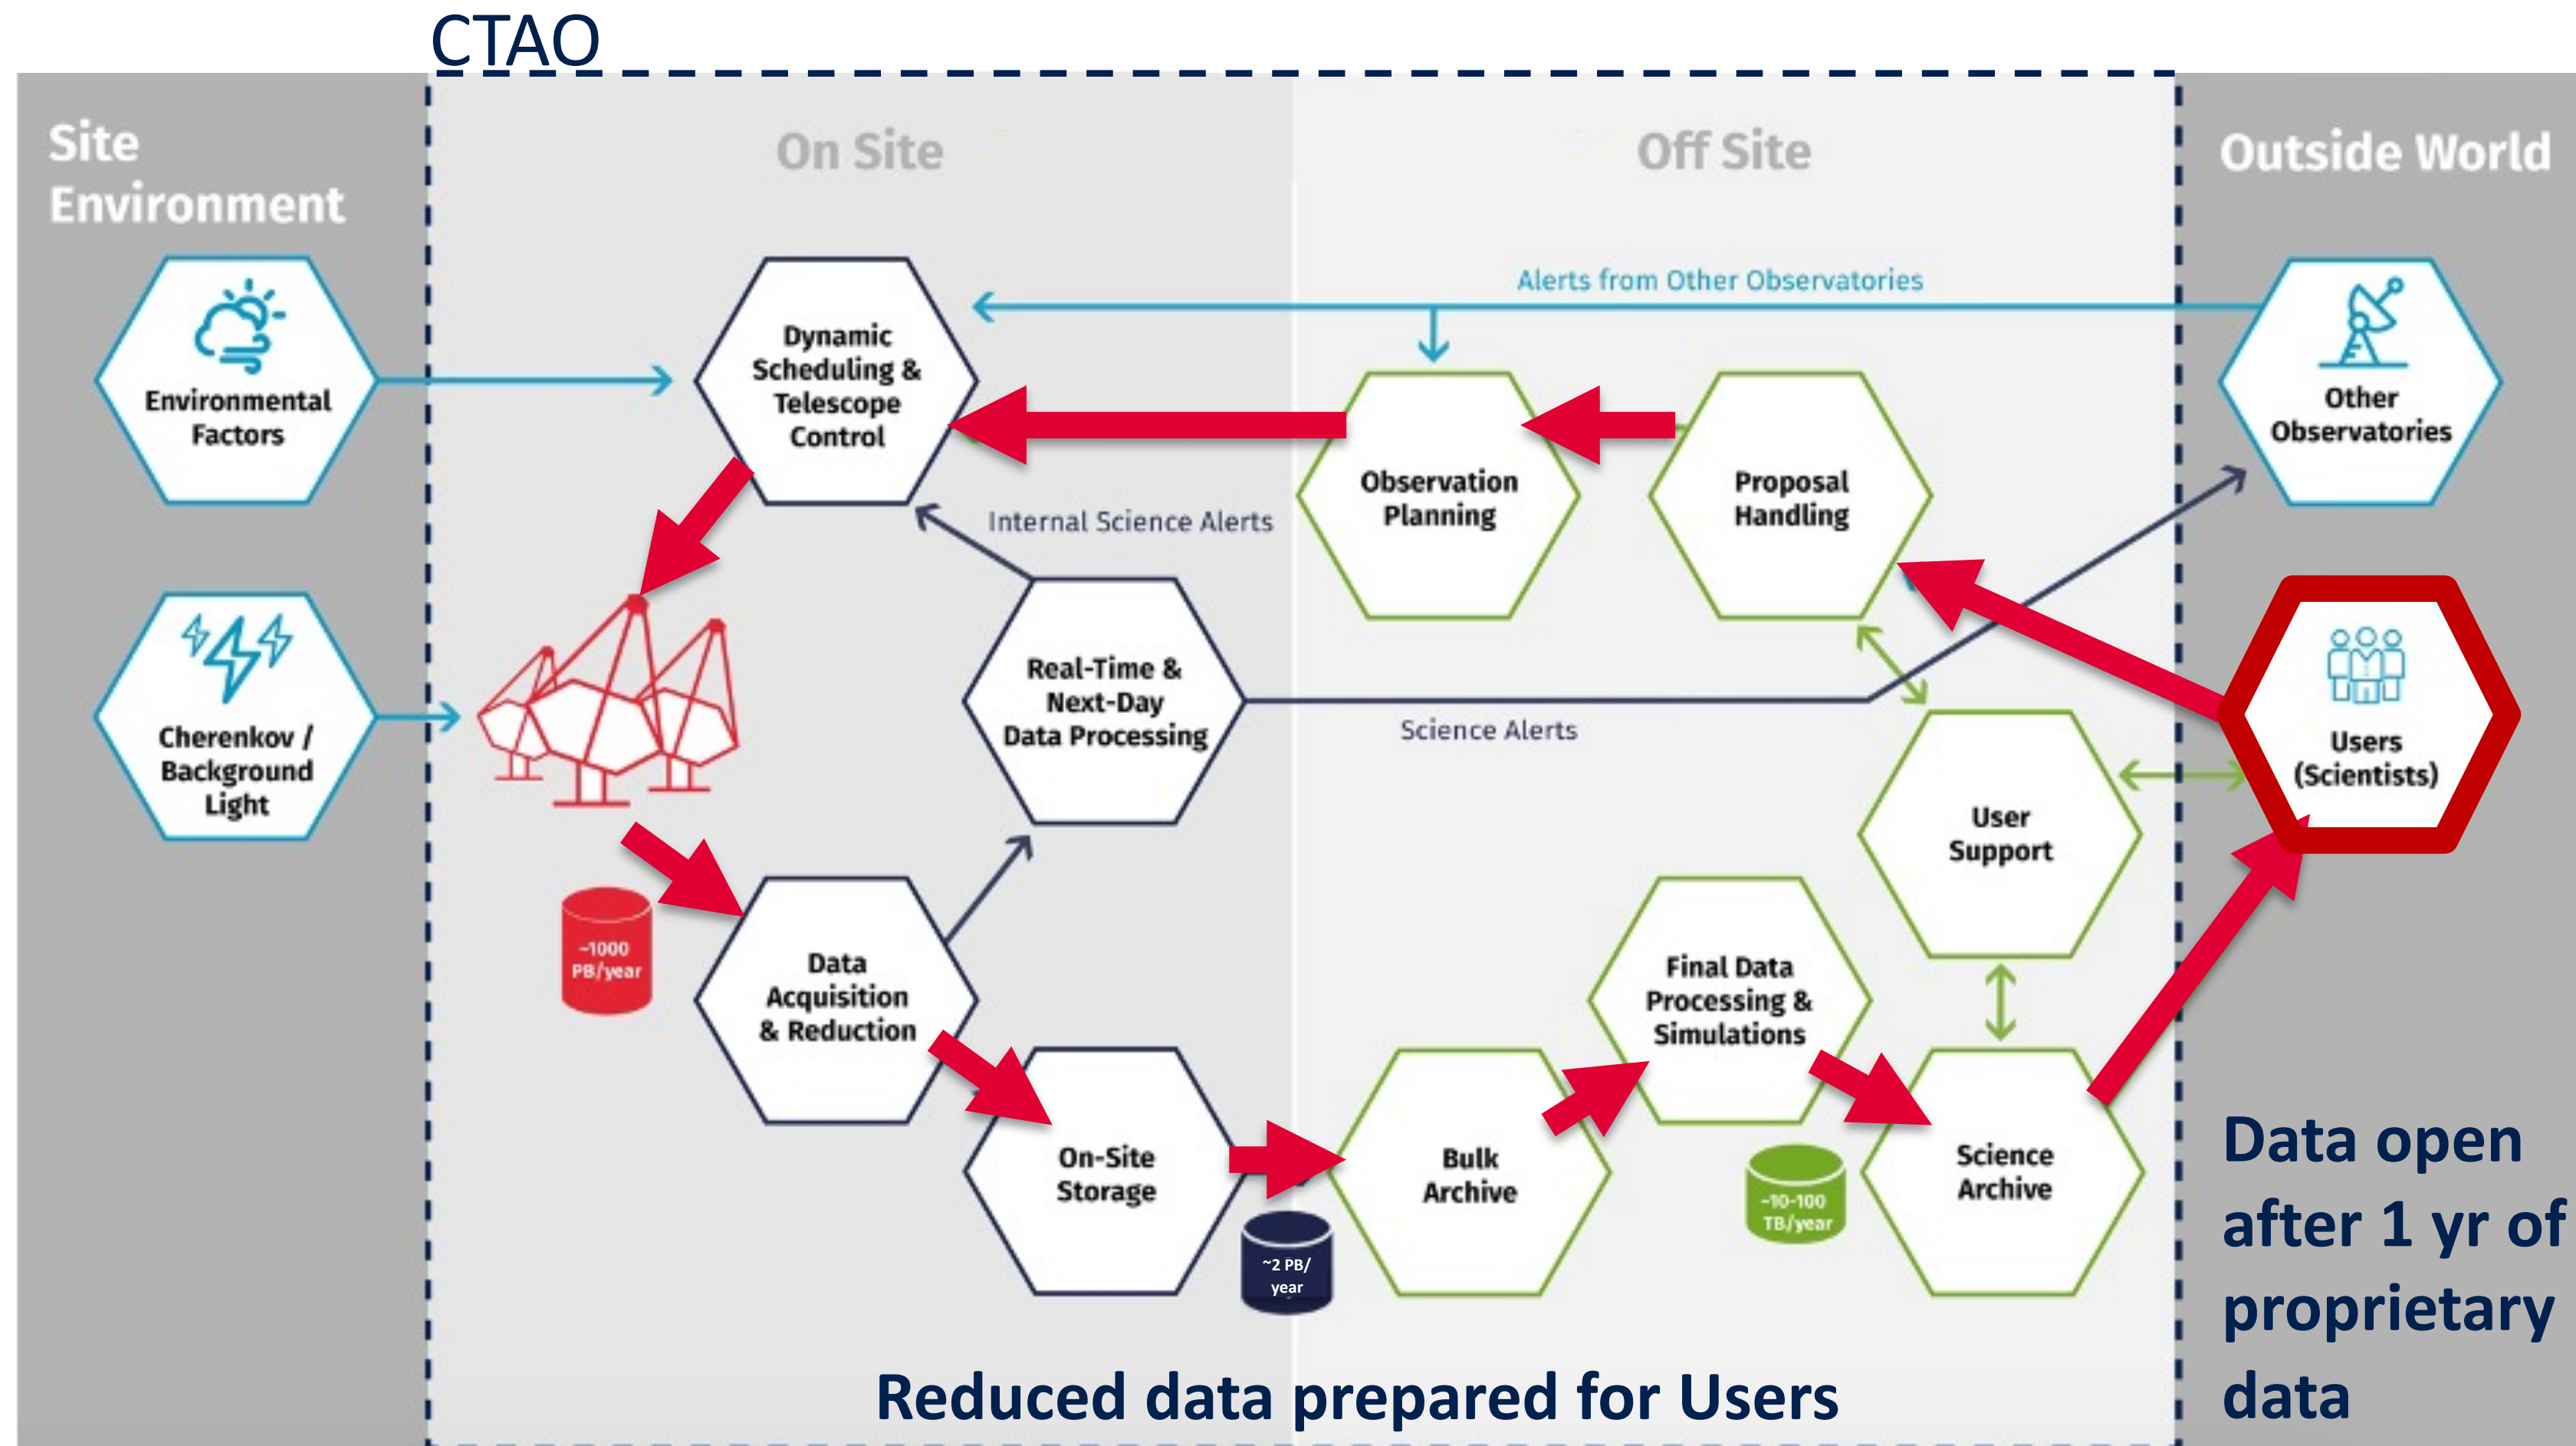 CTAO
Site
Environment
On Site
Off Site
Outside World
Alerts from Other Observatories
Environmental
Factors
Dynamic
Scheduling &
Telescope
Control
Observation
Planning
Proposal
Handling
Other
Observatories
Internal Science Alerts
Cherenkov /
Background
Light
Real-Time &
Next-Day
Data Processing
Science Alerts
Users
(Scientists)
User
Support
~1000
PB/year
Data
Acquisition
& Reduction
Final Data
Processing &
Simulations
On-Site
Storage
~2 PB/
year
Bulk
Archive
~10-100
TB/year
Science
Archive
Data open
after 1 yr of
proprietary
data
Reduced data prepared for Users